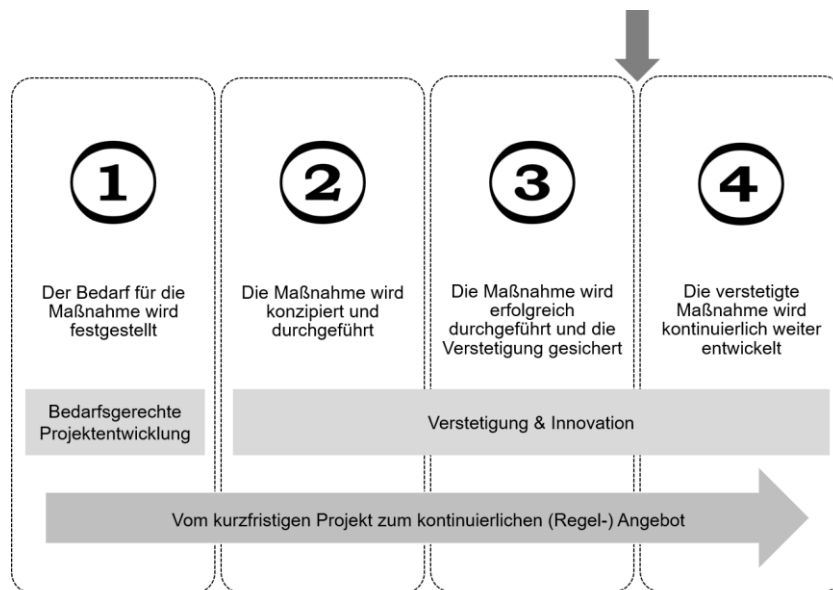 1
Der Bedarf für die
Maßnahme wird
festgestellt
2
Die Maßnahme wird
konzipiert und
durchgeführt
3
Die Maßnahme wird
erfolgreich
durchgeführt und die
Verstetigung gesichert
4
Die verstetigte
Maßnahme wird
kontinuierlich weiter
entwickelt
Bedarfsgerechte
Projektentwicklung
Verstetigung & Innovation
Vom kurzfristigen Projekt zum kontinuierlichen (Regel-) Angebot